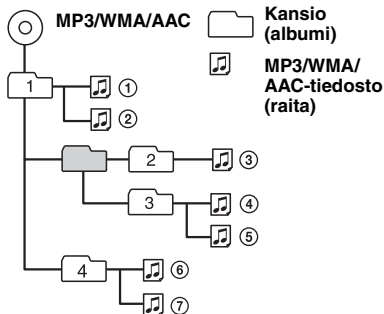 MP3/WMA/AAC
Kansio
(albumi)
MP3/WMA/
AAC-tiedosto
(raita)
1
①
②
2
③
3
④
⑤
4
⑥
⑦